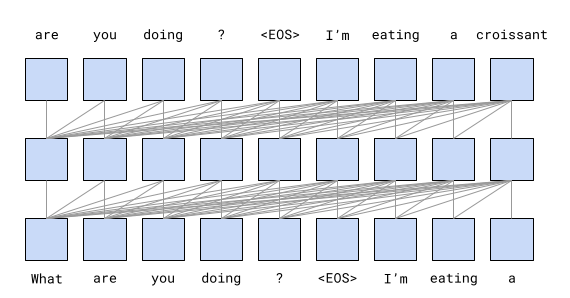 are you doing ? <EOS> I'm eating a croissant
What are you doing ? <EOS> I'm eating a